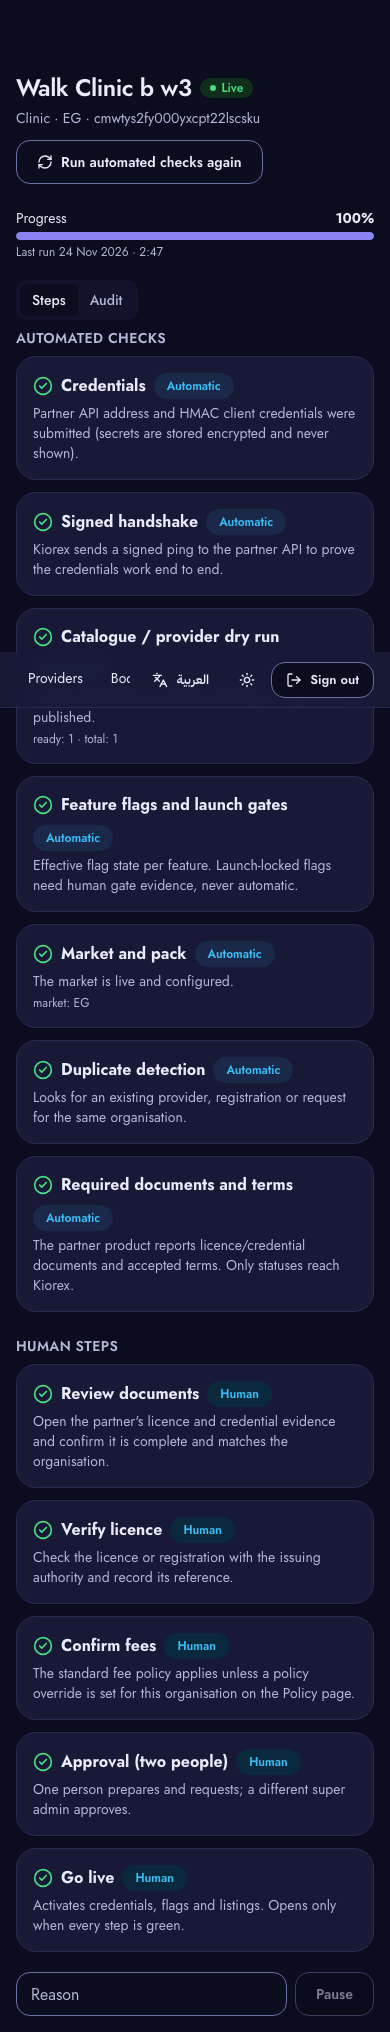 Walk Clinic b w3 Live
Clinic · EG · cmwtys2fy000yxcpt22lscsku
Run automated checks again
Progress 100%
Last run 24 Nov 2026 · 2:47
Steps Audit
AUTOMATED CHECKS
Credentials Automatic
Partner API address and HMAC client credentials were
submitted (secrets are stored encrypted and never
shown).
Signed handshake Automatic
Kiorex sends a signed ping to the partner API to prove
the credentials work end to end.
Catalogue / provider dry run
Providers العربية Sign out
published.
ready: 1 · total: 1
Feature flags and launch gates
Automatic
Effective flag state per feature. Launch-locked flags
need human gate evidence, never automatic.
Market and pack Automatic
The market is live and configured.
market: EG
Duplicate detection Automatic
Looks for an existing provider, registration or request
for the same organisation.
Required documents and terms
Automatic
The partner product reports licence/credential
documents and accepted terms. Only statuses reach
Kiorex.
HUMAN STEPS
Review documents Human
Open the partner's licence and credential evidence
and confirm it is complete and matches the
organisation.
Verify licence Human
Check the licence or registration with the issuing
authority and record its reference.
Confirm fees Human
The standard fee policy applies unless a policy
override is set for this organisation on the Policy page.
Approval (two people) Human
One person prepares and requests; a different super
admin approves.
Go live Human
Activates credentials, flags and listings. Opens only
when every step is green.
Reason Pause